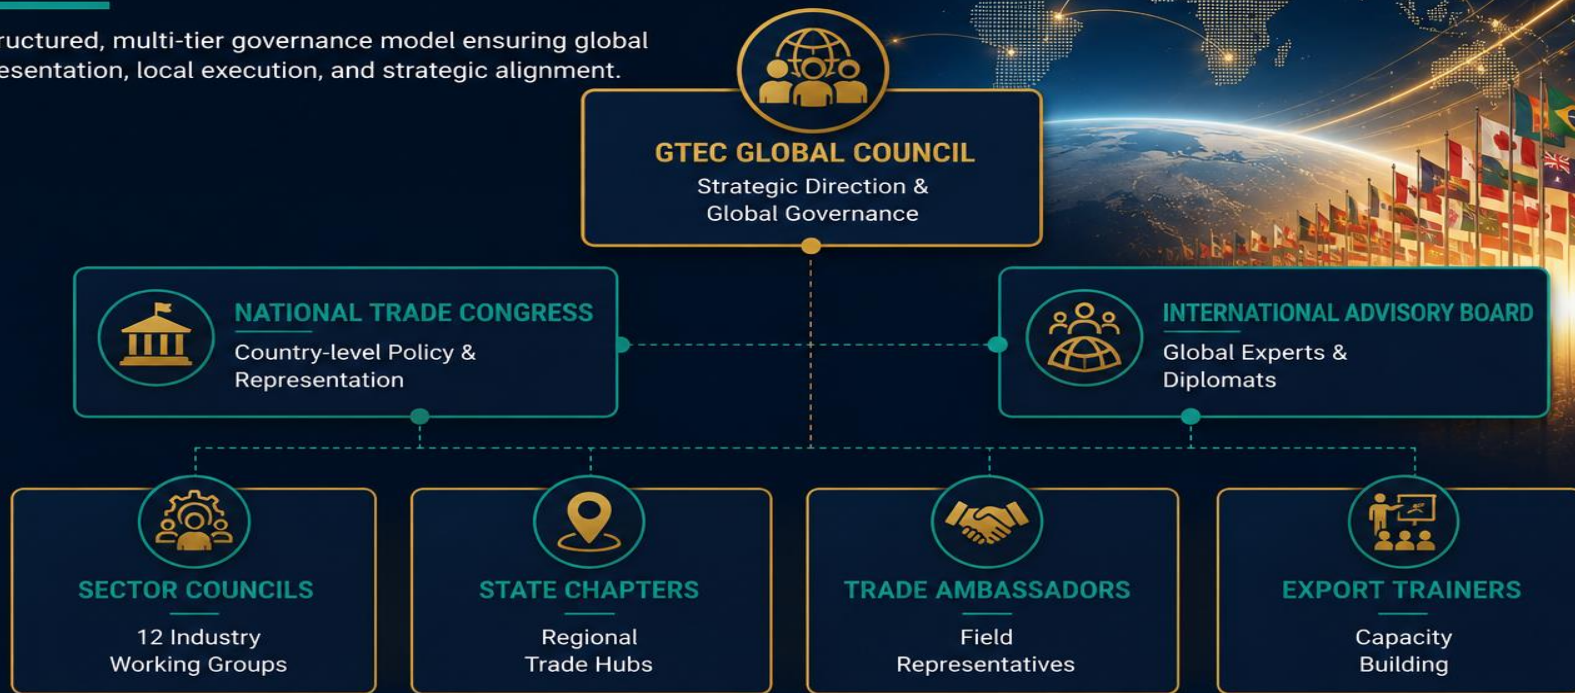 ructured, multi-tier governance model ensuring global
esentation, local execution, and strategic alignment.
GTEC GLOBAL COUNCIL
Strategic Direction &
Global Governance
NATIONAL TRADE CONGRESS
Country-level Policy &
Representation
INTERNATIONAL ADVISORY BOARD
Global Experts &
Diplomats
SECTOR COUNCILS
12 Industry
Working Groups
STATE CHAPTERS
Regional
Trade Hubs
TRADE AMBASSADORS
Field
Representatives
EXPORT TRAINERS
Capacity
Building